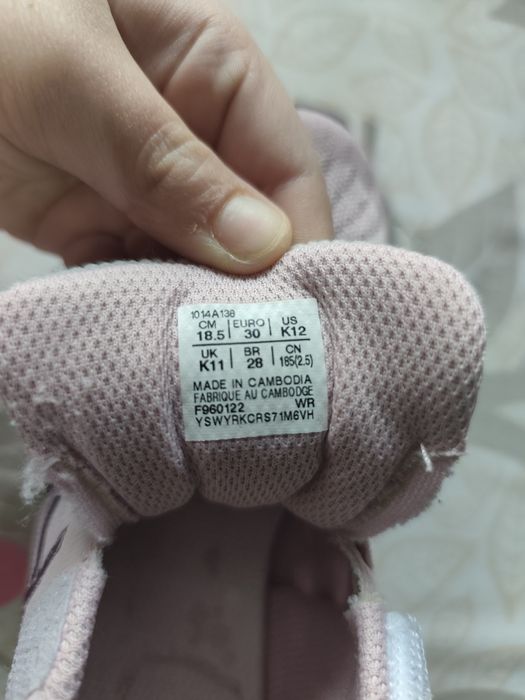 1014A138
CM EURO US
18.5 30 K12
UK BR CN
K11 28 185(2.5)
MADE IN CAMBODIA
FABRIQUE AU CAMBODGE
F960122 WR
YSWYRKCRS71M6VH